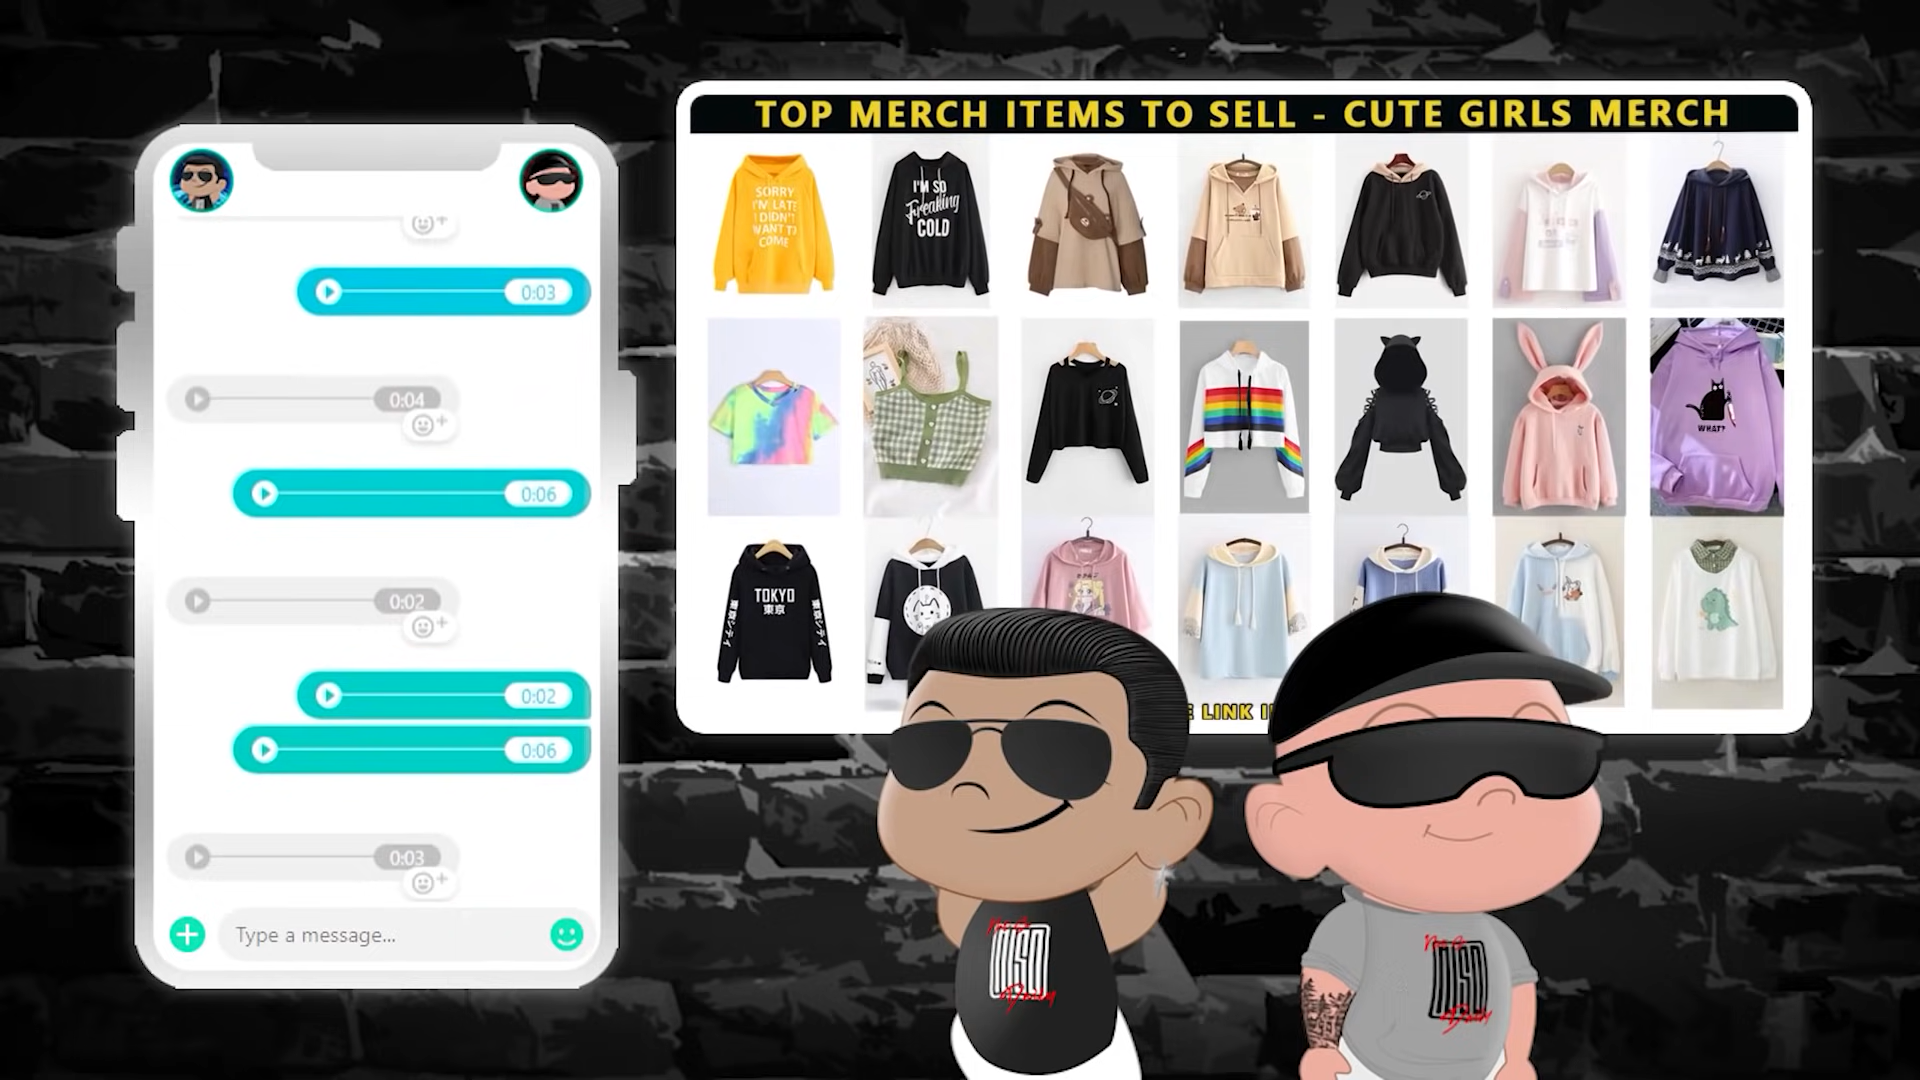 TOP MERCH ITEMS TO SELL - CUTE GIRLS MERCH
SORRY
I'M LATE
I DIDN'T
WANT TO
COME
I'M SO
Freaking
COLD
WHAT?
TOKYO
東京
LINK
0:03
0:04
0:06
0:02
0:02
0:06
0:03
Type a message...